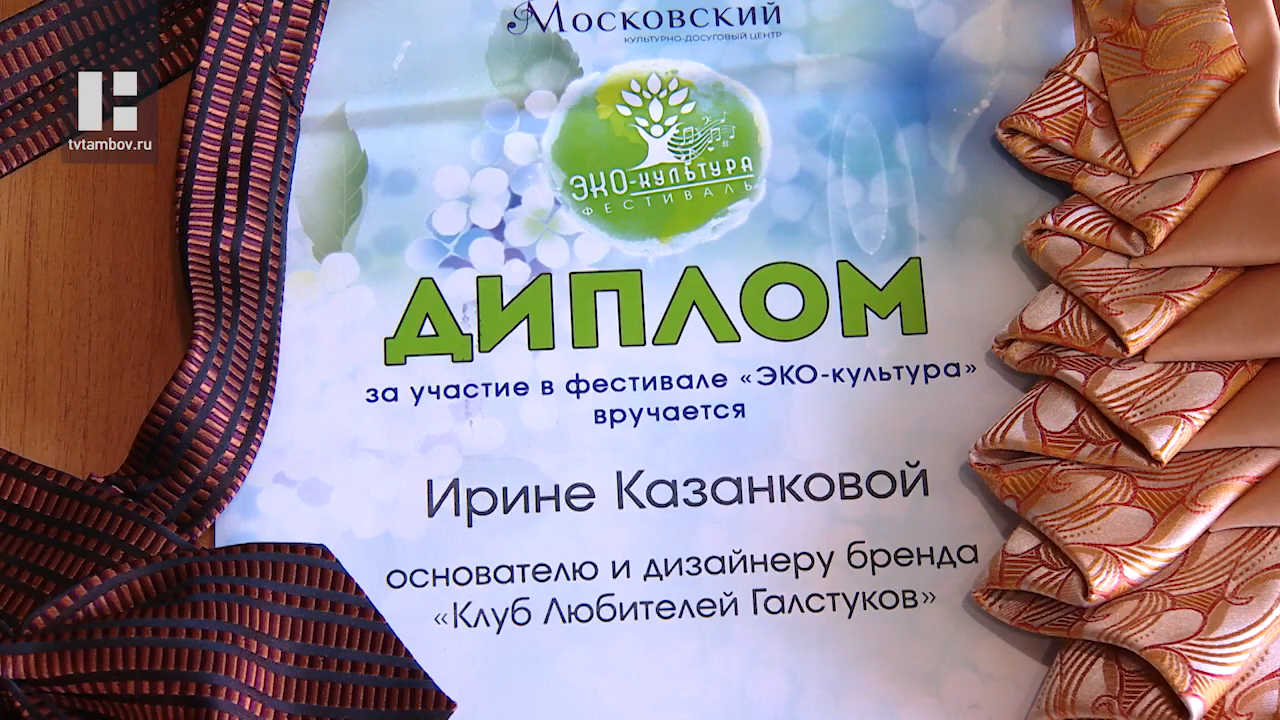 Московский
КУЛЬТУРНО-ДОСУГОВЫЙ ЦЕНТР
tvtambov.ru
ЭКО-КУЛЬТУРА
ФЕСТИВАЛЬ
ДИПЛОМ
за участие в фестивале «ЭКО-культура»
вручается
Ирине Казанковой
основателю и дизайнеру бренда
«Клуб Любителей Галстуков»